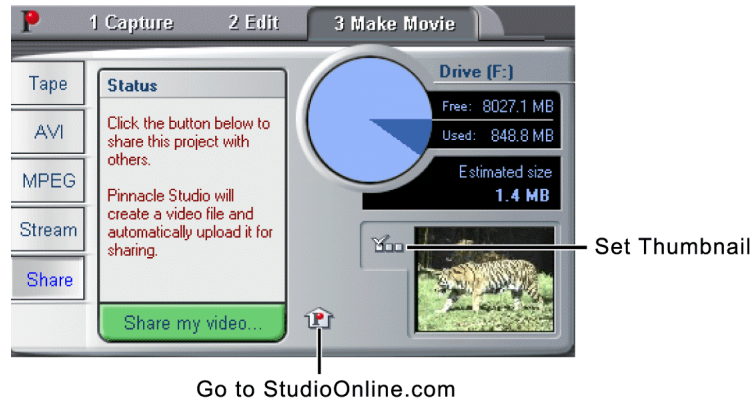 1 Capture
2 Edit
3 Make Movie
Tape
AVI
MPEG
Stream
Share
Status
Click the button below to
share this project with
others.
Pinnacle Studio will
create a video file and
automatically upload it for
sharing.
Share my video...
Drive (F:)
Free: 8027.1 MB
Used: 848.8 MB
Estimated size
1.4 MB
Set Thumbnail
Go to StudioOnline.com